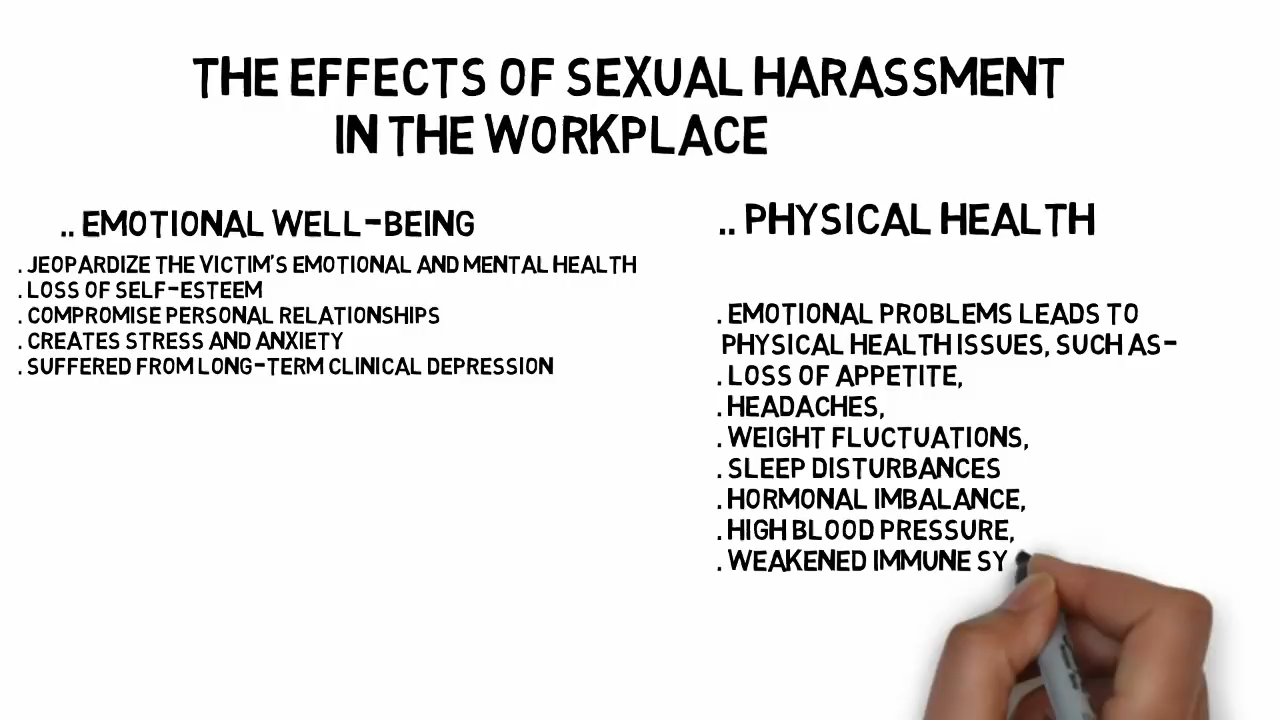 THE EFFECTS OF SEXUAL HARASSMENT
IN THE WORKPLACE
.. EMOTIONAL WELL-BEING
. JEOPARDIZE THE VICTIM'S EMOTIONAL AND MENTAL HEALTH
. LOSS OF SELF-ESTEEM
. COMPROMISE PERSONAL RELATIONSHIPS
. CREATES STRESS AND ANXIETY
. SUFFERED FROM LONG-TERM CLINICAL DEPRESSION
.. PHYSICAL HEALTH
. EMOTIONAL PROBLEMS LEADS TO
PHYSICAL HEALTH ISSUES, SUCH AS-
. LOSS OF APPETITE,
. HEADACHES,
. WEIGHT FLUCTUATIONS,
. SLEEP DISTURBANCES
. HORMONAL IMBALANCE,
. HIGH BLOOD PRESSURE,
. WEAKENED IMMUNE SY